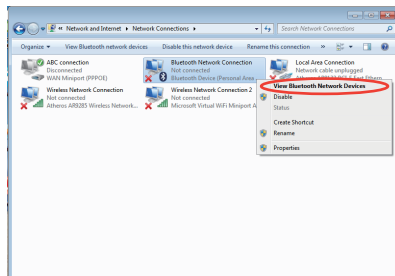 « Network and Internet ▸ Network Connections ▸
Search Network Connections
Organize ▾ View Bluetooth network devices Disable this network device Rename this connection »
ABC connection
Disconnected
WAN Miniport (PPPOE)
Bluetooth Network Connection
Not connected
Bluetooth Device (Personal Area
Local Area Connection
Network cable unplugged
Wireless Network Connection
Not connected
Atheros AR9285 Wireless Network...
Wireless Network Connection 2
Not connected
Microsoft Virtual WiFi Miniport A
View Bluetooth Network Devices
Disable
Status
Create Shortcut
Rename
Properties